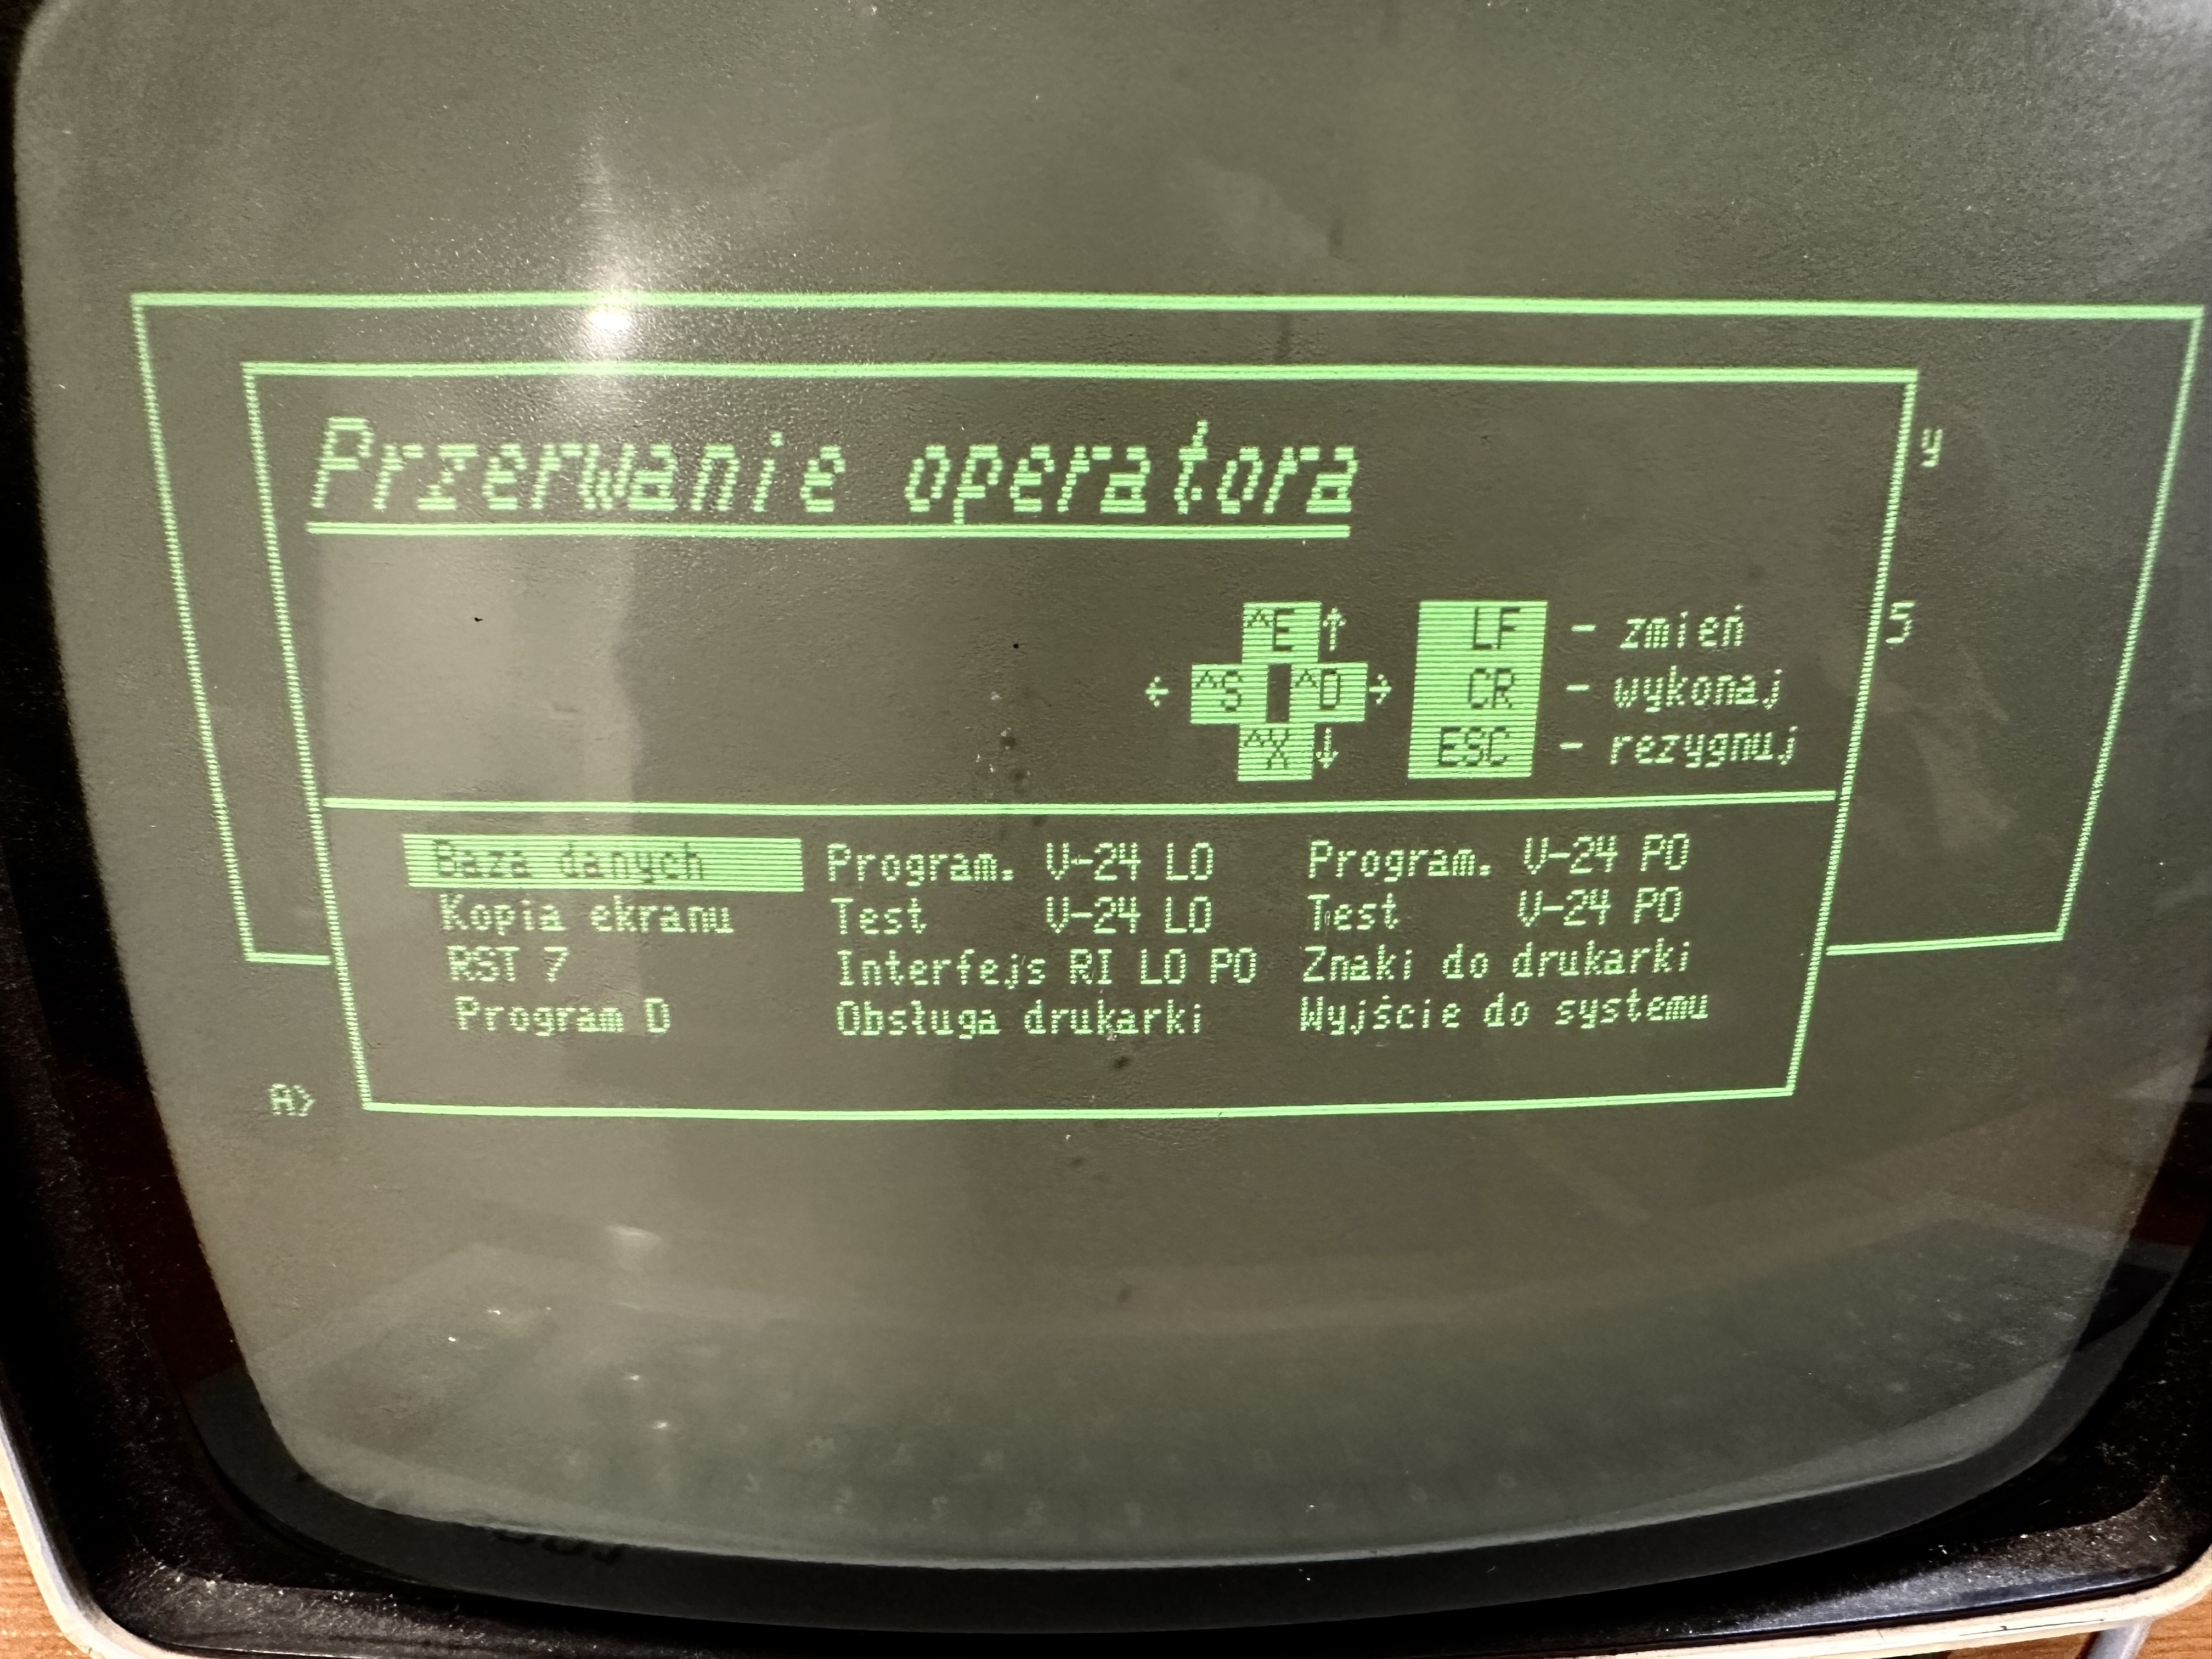 Przerwanie operatora
y
^E ↑ LF - zmień
5
← ^S ^D → CR - wykonaj
^X ↓ ESC - rezygnuj
Baza danych Program. V-24 LO Program. V-24 PO
Kopia ekranu Test V-24 LO Test V-24 PO
RST 7 Interfejs RI LO PO Znaki do drukarki
Program D Obsługa drukarki Wyjście do systemu
A>